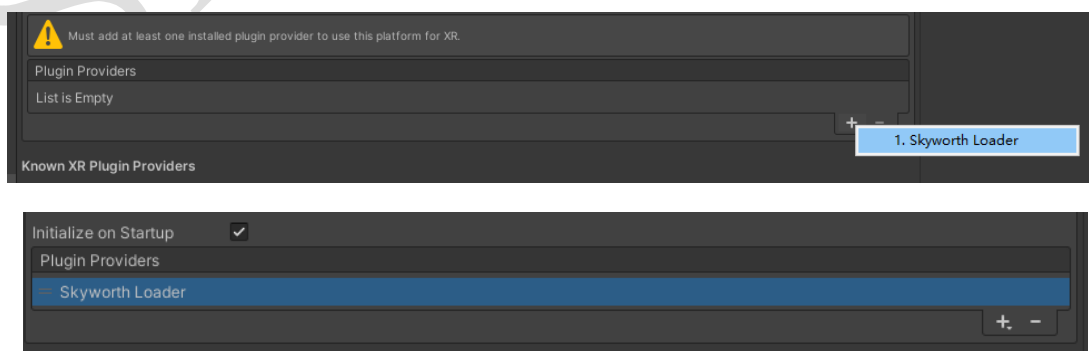 Must add at least one installed plugin provider to use this platform for XR.
Plugin Providers
List is Empty
1. Skyworth Loader
Known XR Plugin Providers
Initialize on Startup
Plugin Providers
Skyworth Loader